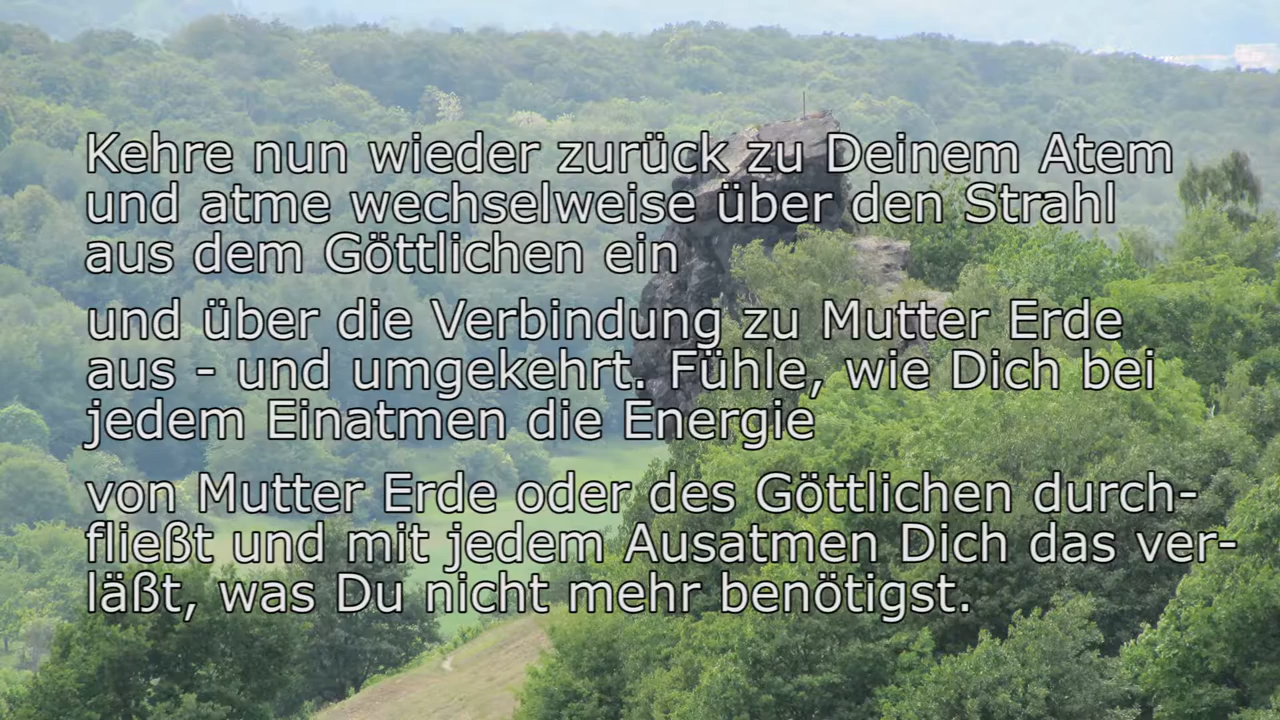 Kehre nun wieder zurück zu Deinem Atem
und atme wechselweise über den Strahl
aus dem Göttlichen ein
und über die Verbindung zu Mutter Erde
aus - und umgekehrt. Fühle, wie Dich bei
jedem Einatmen die Energie
von Mutter Erde oder des Göttlichen durch-
fließt und mit jedem Ausatmen Dich das ver-
läßt, was Du nicht mehr benötigst.